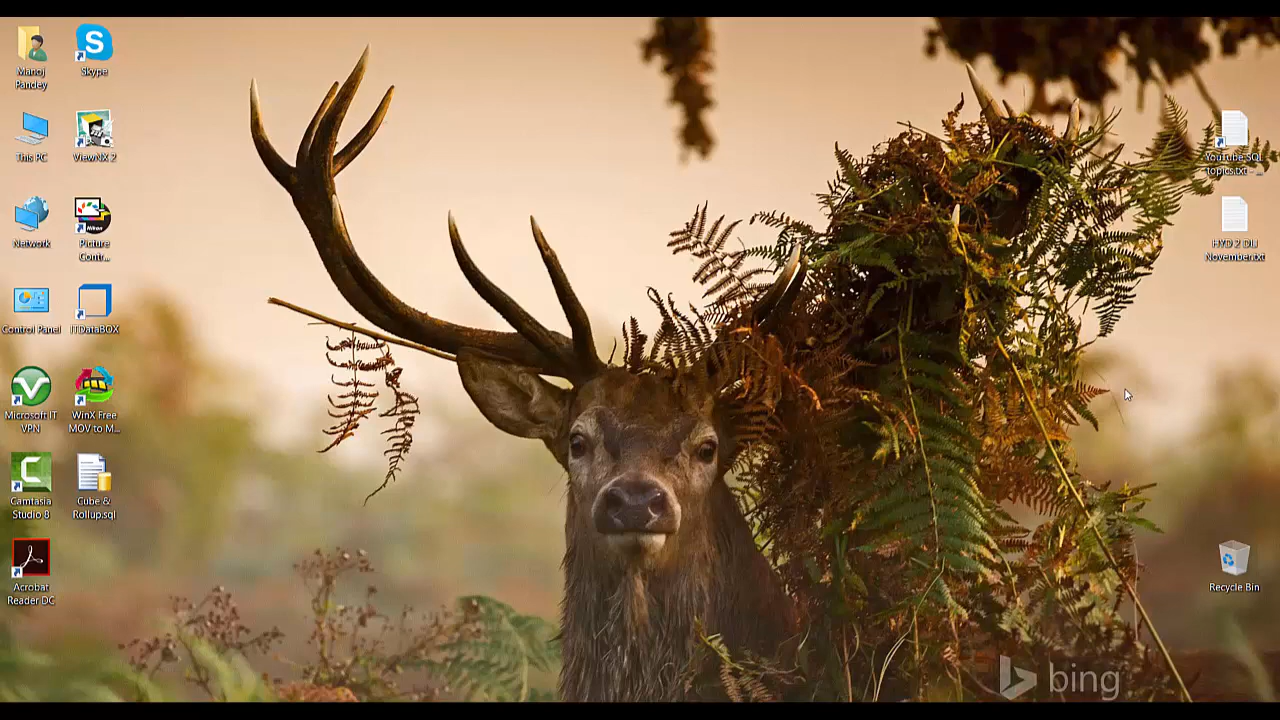 Manoj
Pandey
Skype
This PC
ViewNX 2
Network
Picture
Contr...
Control Panel
ITDataBOX
Microsoft IT
VPN
WinX Free
MOV to M...
Camtasia
Studio 8
Cube &
Rollup.sql
Acrobat
Reader DC
YouTube SQL
topics.txt - ...
HYD 2 DLI
November.txt
Recycle Bin
bing